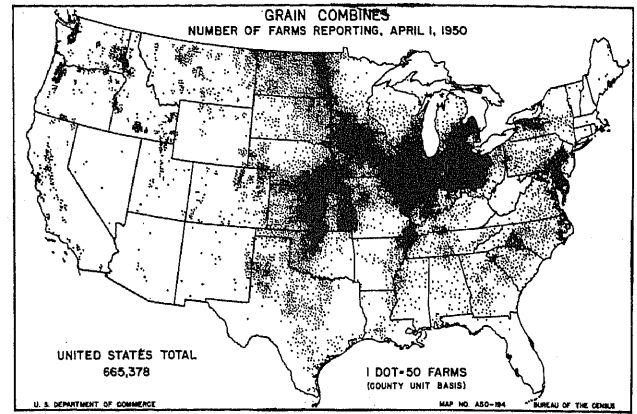 GRAIN COMBINES
NUMBER OF FARMS REPORTING, APRIL 1, 1950
UNITED STATES TOTAL
665,378
1 DOT=50 FARMS
(COUNTY UNIT BASIS)
U. S. DEPARTMENT OF COMMERCE
MAP NO. A50-194
BUREAU OF THE CENSUS